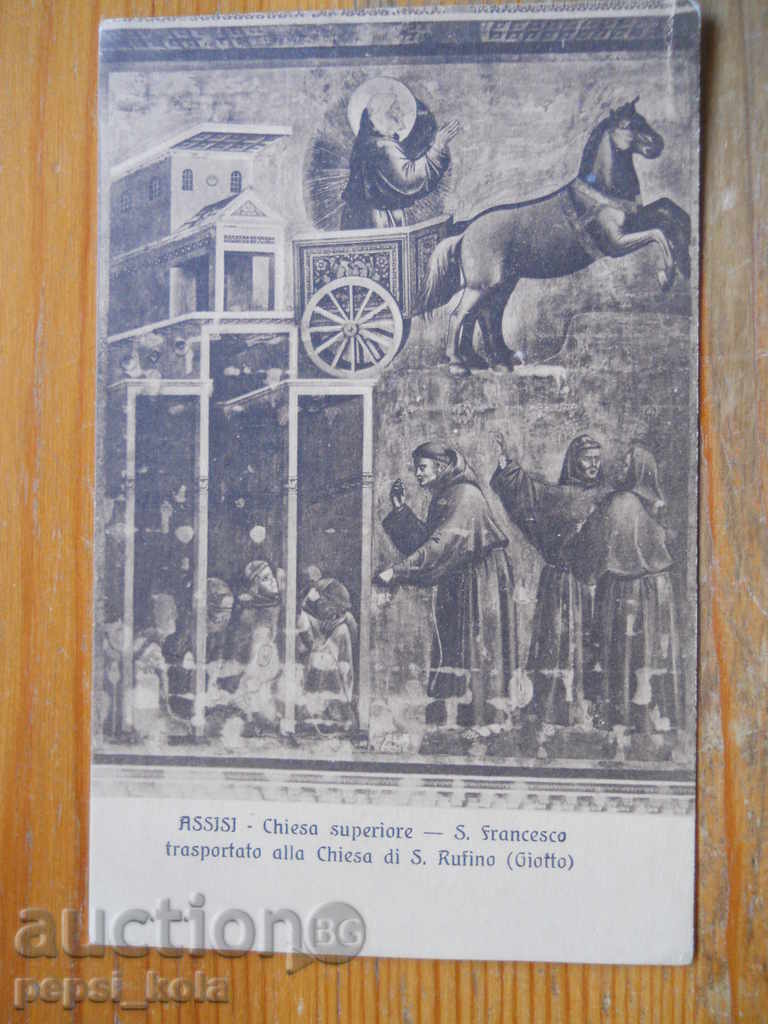 ASSISI - Chiesa superiore — S. Francesco
trasportato alla Chiesa di S. Rufino (Giotto)
auction BG
pepsi_kola